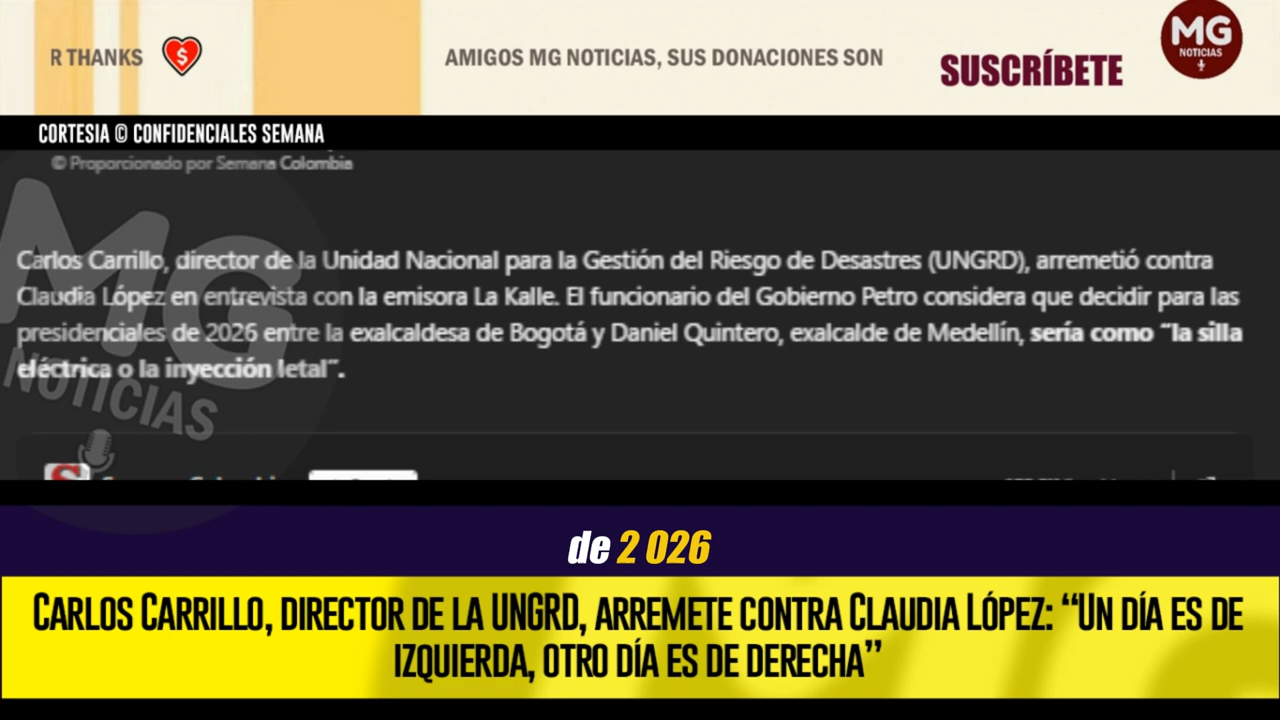 R THANKS
AMIGOS MG NOTICIAS, SUS DONACIONES SON
SUSCRÍBETE
MG
NOTICIAS
CORTESIA © CONFIDENCIALES SEMANA
© Proporcionado por Semana Colombia
Carlos Carrillo, director de la Unidad Nacional para la Gestión del Riesgo de Desastres (UNGRD), arremetió contra
Claudia López en entrevista con la emisora La Kalle. El funcionario del Gobierno Petro considera que decidir para las
presidenciales de 2026 entre la exalcaldesa de Bogotá y Daniel Quintero, exalcalde de Medellín, sería como “la silla
eléctrica o la inyección letal”.
MG
NOTICIAS
de 2 026
CARLOS CARRILLO, DIRECTOR DE LA UNGRD, ARREMETE CONTRA CLAUDIA LÓPEZ: “UN DÍA ES DE
IZQUIERDA, OTRO DÍA ES DE DERECHA”